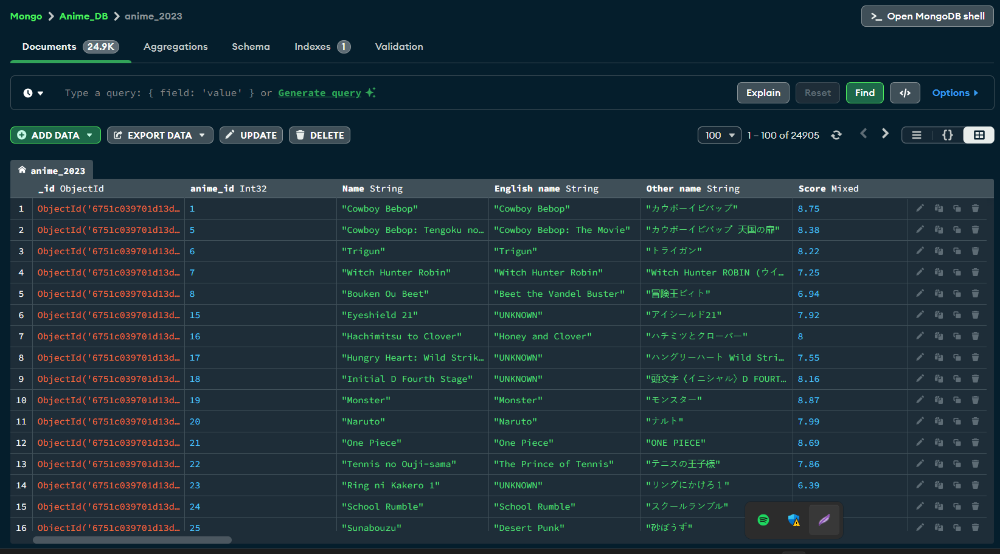 Mongo > Anime_DB > anime_2023
>_ Open MongoDB shell
Documents 24.9K Aggregations Schema Indexes 1 Validation
Type a query: { field: 'value' } or Generate query
Explain Reset Find </> Options
ADD DATA EXPORT DATA UPDATE DELETE
100 1 – 100 of 24905 {}
anime_2023
_id ObjectId anime_id Int32 Name String English name String Other name String Score Mixed
1 ObjectId('6751c039701d13d… 1 "Cowboy Bebop" "Cowboy Bebop" "カウボーイビバップ" 8.75
2 ObjectId('6751c039701d13d… 5 "Cowboy Bebop: Tengoku no… "Cowboy Bebop: The Movie" "カウボーイビバップ 天国の扉" 8.38
3 ObjectId('6751c039701d13d… 6 "Trigun" "Trigun" "トライガン" 8.22
4 ObjectId('6751c039701d13d… 7 "Witch Hunter Robin" "Witch Hunter Robin" "Witch Hunter ROBIN (ウイ… 7.25
5 ObjectId('6751c039701d13d… 8 "Bouken Ou Beet" "Beet the Vandel Buster" "冒険王ビィト" 6.94
6 ObjectId('6751c039701d13d… 15 "Eyeshield 21" "UNKNOWN" "アイシールド21" 7.92
7 ObjectId('6751c039701d13d… 16 "Hachimitsu to Clover" "Honey and Clover" "ハチミツとクローバー" 8
8 ObjectId('6751c039701d13d… 17 "Hungry Heart: Wild Strik… "UNKNOWN" "ハングリーハート Wild Stri… 7.55
9 ObjectId('6751c039701d13d… 18 "Initial D Fourth Stage" "UNKNOWN" "頭文字〈イニシャル〉D FOURT… 8.16
10 ObjectId('6751c039701d13d… 19 "Monster" "Monster" "モンスター" 8.87
11 ObjectId('6751c039701d13d… 20 "Naruto" "Naruto" "ナルト" 7.99
12 ObjectId('6751c039701d13d… 21 "One Piece" "One Piece" "ONE PIECE" 8.69
13 ObjectId('6751c039701d13d… 22 "Tennis no Ouji-sama" "The Prince of Tennis" "テニスの王子様" 7.86
14 ObjectId('6751c039701d13d… 23 "Ring ni Kakero 1" "UNKNOWN" "リングにかけろ１" 6.39
15 ObjectId('6751c039701d13d… 24 "School Rumble" "School Rumble" "スクールランブル"
16 ObjectId('6751c039701d13d… 25 "Sunabouzu" "Desert Punk" "砂ぼうず"